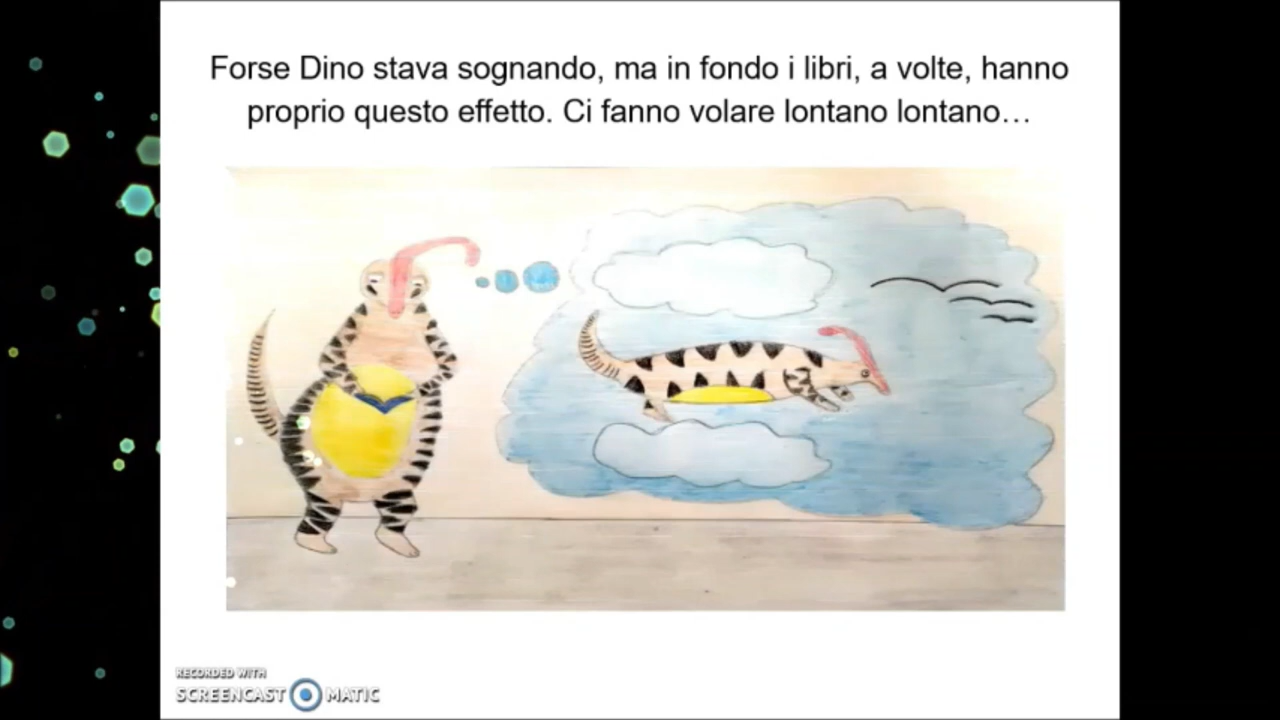 Forse Dino stava sognando, ma in fondo i libri, a volte, hanno
proprio questo effetto. Ci fanno volare lontano lontano…
RECORDED WITH
SCREENCAST MATIC